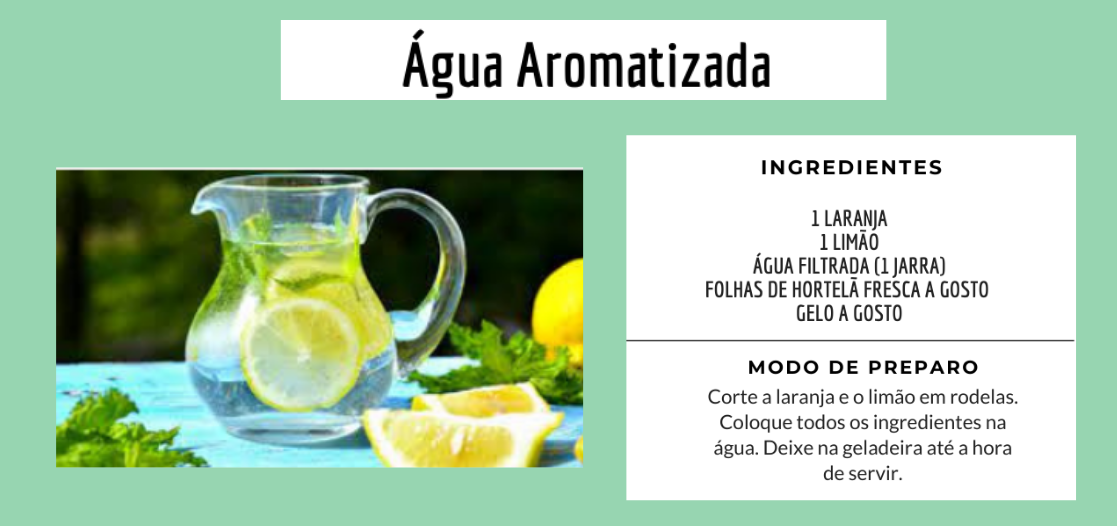 Água Aromatizada
INGREDIENTES
1 LARANJA
1 LIMÃO
ÁGUA FILTRADA (1 JARRA)
FOLHAS DE HORTELÃ FRESCA A GOSTO
GELO A GOSTO
MODO DE PREPARO
Corte a laranja e o limão em rodelas.
Coloque todos os ingredientes na
água. Deixe na geladeira até a hora
de servir.